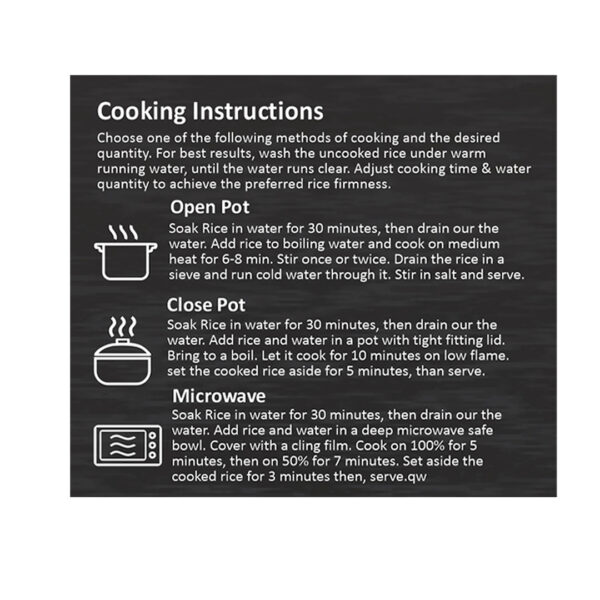 Cooking Instructions
Choose one of the following methods of cooking and the desired
quantity. For best results, wash the uncooked rice under warm
running water, until the water runs clear. Adjust cooking time & water
quantity to achieve the preferred rice firmness.
Open Pot
Soak Rice in water for 30 minutes, then drain our the
water. Add rice to boiling water and cook on medium
heat for 6-8 min. Stir once or twice. Drain the rice in a
sieve and run cold water through it. Stir in salt and serve.
Close Pot
Soak Rice in water for 30 minutes, then drain our the
water. Add rice and water in a pot with tight fitting lid.
Bring to a boil. Let it cook for 10 minutes on low flame.
set the cooked rice aside for 5 minutes, than serve.
Microwave
Soak Rice in water for 30 minutes, then drain our the
water. Add rice and water in a deep microwave safe
bowl. Cover with a cling film. Cook on 100% for 5
minutes, then on 50% for 7 minutes. Set aside the
cooked rice for 3 minutes then, serve.qw